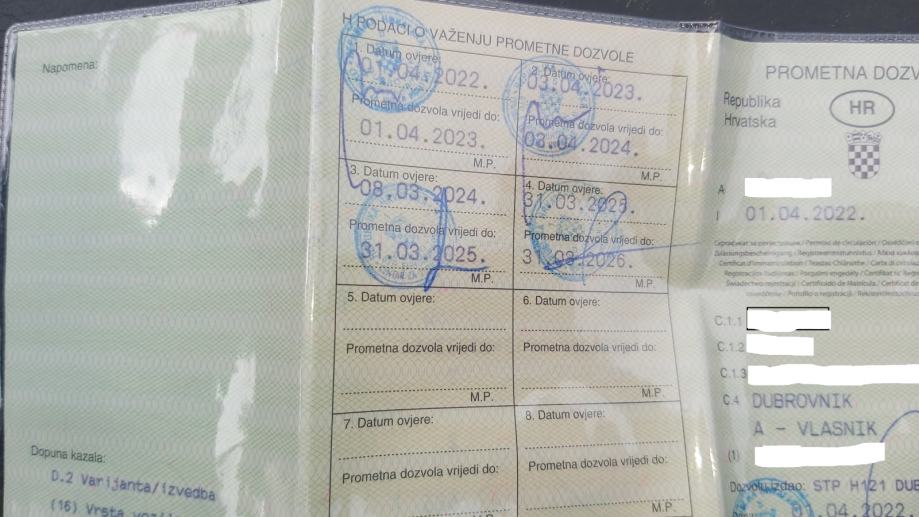 Napomena:
Dopuna kazala:
D.2 Varijanta/izvedba
(16) Vrsta
H PODACI O VAŽENJU PROMETNE DOZVOLE
1. Datum ovjere:
01.04.2022.
Prometna dozvola vrijedi do:
01.04.2023.
M.P.
2. Datum ovjere:
03.04.2023.
Prometna dozvola vrijedi do:
03.04.2024.
M.P.
3. Datum ovjere:
08.03.2024.
Prometna dozvola vrijedi do:
31.03.2025.
M.P.
4. Datum ovjere:
31.03.2025.
Prometna dozvola vrijedi do:
31.03.2026.
M.P.
5. Datum ovjere:
Prometna dozvola vrijedi do:
M.P.
6. Datum ovjere:
Prometna dozvola vrijedi do:
M.P.
7. Datum ovjere:
Prometna dozvola vrijedi do:
8. Datum ovjere:
Prometna dozvola vrijedi do:
PROMETNA DOZV
Republika
Hrvatska
HR
A
I 01.04.2022.
C.1.1
C.1.2
C.1.3
C.4 DUBROVNIK
A - VLASNIK
(1)
Dozvolu izdao: STP H121 DUB
.04.2022.